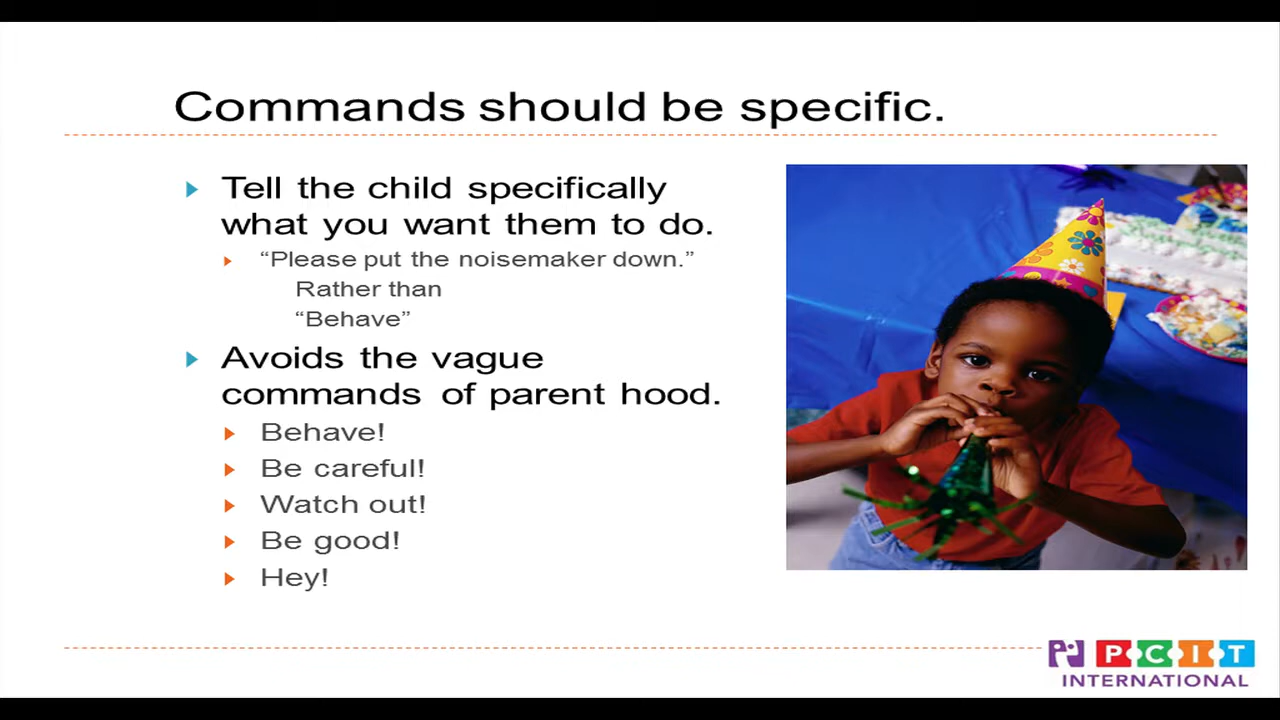 Commands should be specific.
Tell the child specifically
what you want them to do.
“Please put the noisemaker down.”
Rather than
“Behave”
Avoids the vague
commands of parent hood.
Behave!
Be careful!
Watch out!
Be good!
Hey!
PCIT
INTERNATIONAL